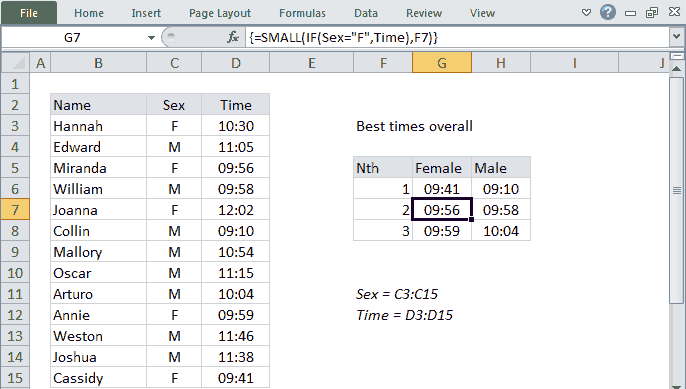 File Home Insert Page Layout Formulas Data Review View
G7 fx {=SMALL(IF(Sex="F",Time),F7)}
A B C D E F G H I J
1
2 Name Sex Time
3 Hannah F 10:30 Best times overall
4 Edward M 11:05
5 Miranda F 09:56 Nth Female Male
6 William M 09:58 1 09:41 09:10
7 Joanna F 12:02 2 09:56 09:58
8 Collin M 09:10 3 09:59 10:04
9 Mallory M 10:54
10 Oscar M 11:15
11 Arturo M 10:04 Sex = C3:C15
12 Annie F 09:59 Time = D3:D15
13 Weston M 11:46
14 Joshua M 11:38
15 Cassidy F 09:41